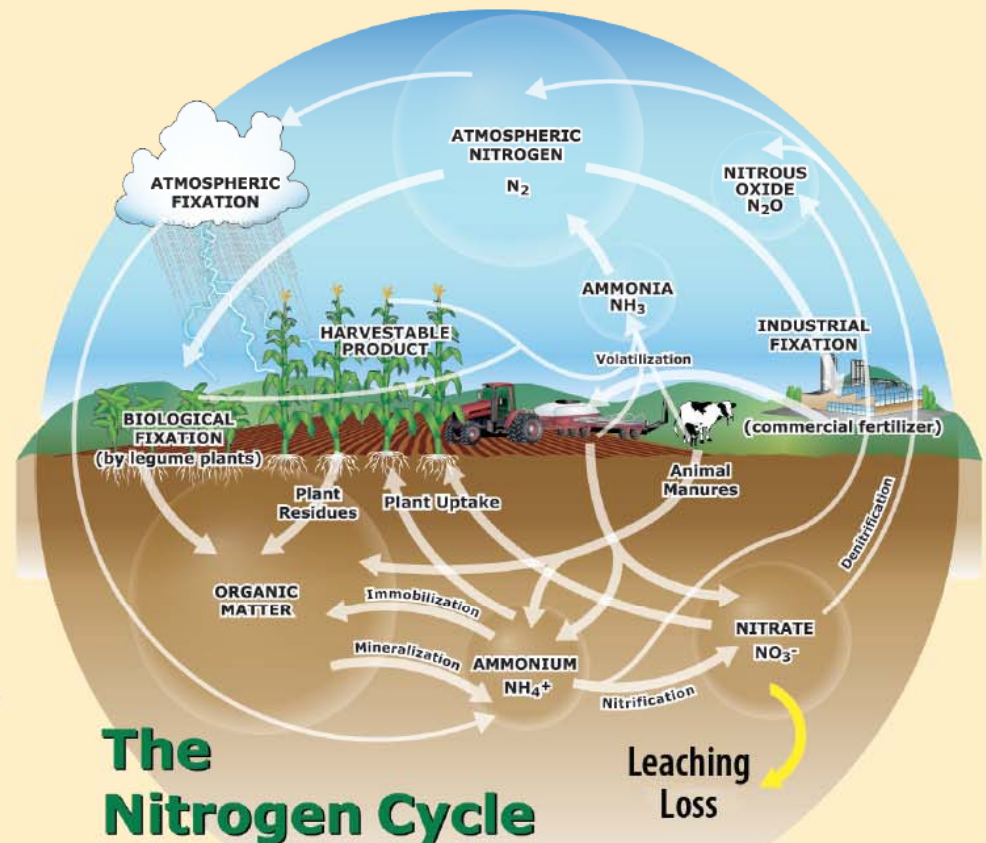 ATMOSPHERIC
NITROGEN
N₂
ATMOSPHERIC
FIXATION
NITROUS
OXIDE
N₂O
AMMONIA
NH₃
HARVESTABLE
PRODUCT
INDUSTRIAL
FIXATION
Volatilization
BIOLOGICAL
FIXATION
(by legume plants)
(commercial fertilizer)
Plant
Residues
Plant Uptake
Animal
Manures
Denitrification
ORGANIC
MATTER
Immobilization
Mineralization
AMMONIUM
NH₄⁺
NITRATE
NO₃⁻
Nitrification
The
Nitrogen Cycle
Leaching
Loss